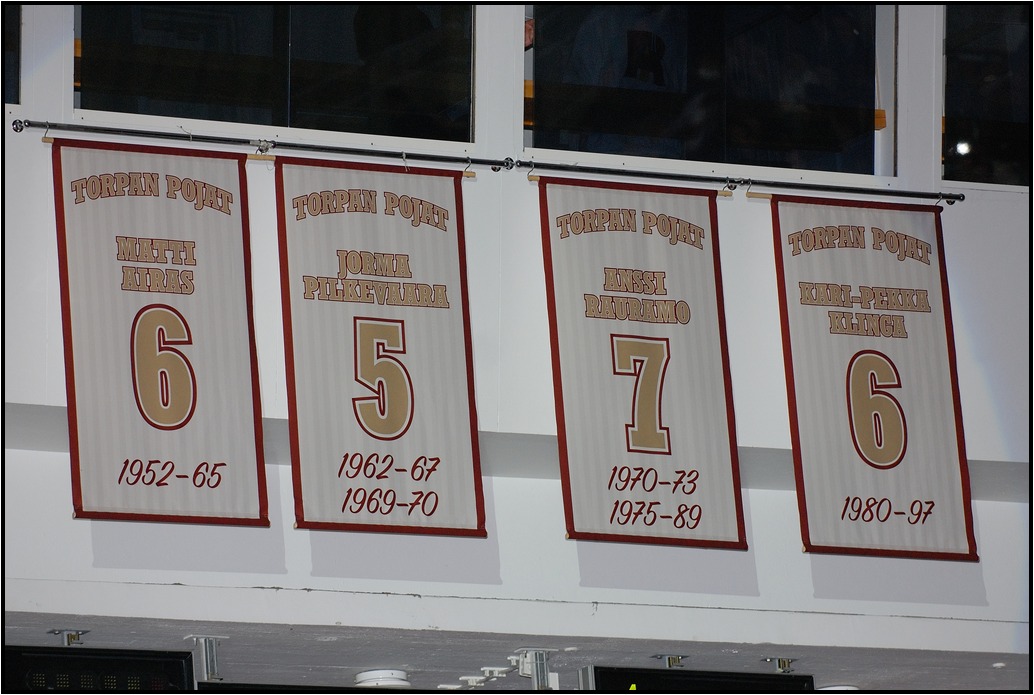 TORPAN POJAT
MATTI
AIRAS
6
1952-65
TORPAN POJAT
JORMA
PILKEVAARA
5
1962-67
1969-70
TORPAN POJAT
ANSSI
RAURAMO
7
1970-73
1975-89
TORPAN POJAT
KARI-PEKKA
KLINGA
6
1980-97